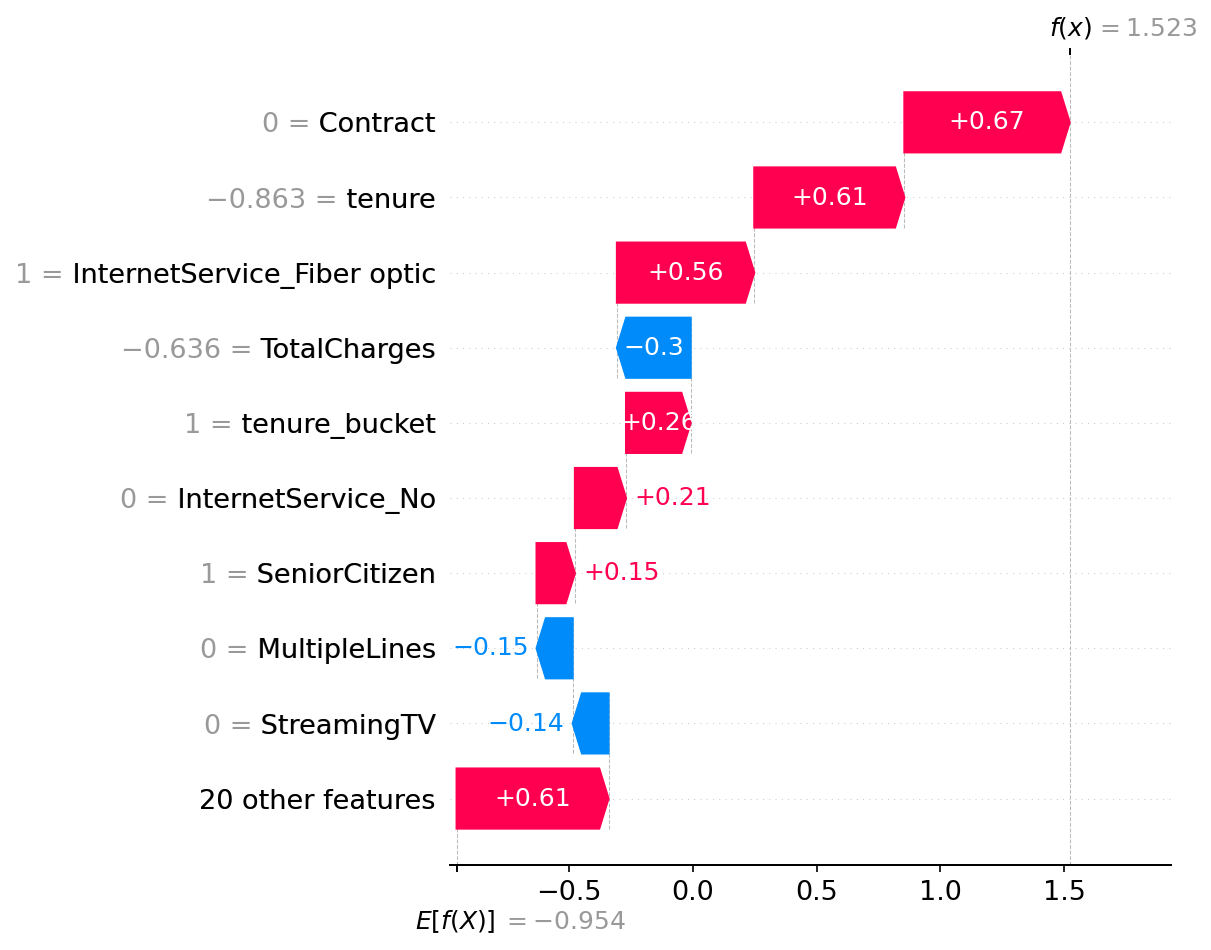 f(x) = 1.523
0 = Contract +0.67
−0.863 = tenure +0.61
1 = InternetService_Fiber optic +0.56
−0.636 = TotalCharges −0.3
1 = tenure_bucket +0.26
0 = InternetService_No +0.21
1 = SeniorCitizen +0.15
0 = MultipleLines −0.15
0 = StreamingTV −0.14
20 other features +0.61
−0.5 0.0 0.5 1.0 1.5
E[f(X)] = −0.954